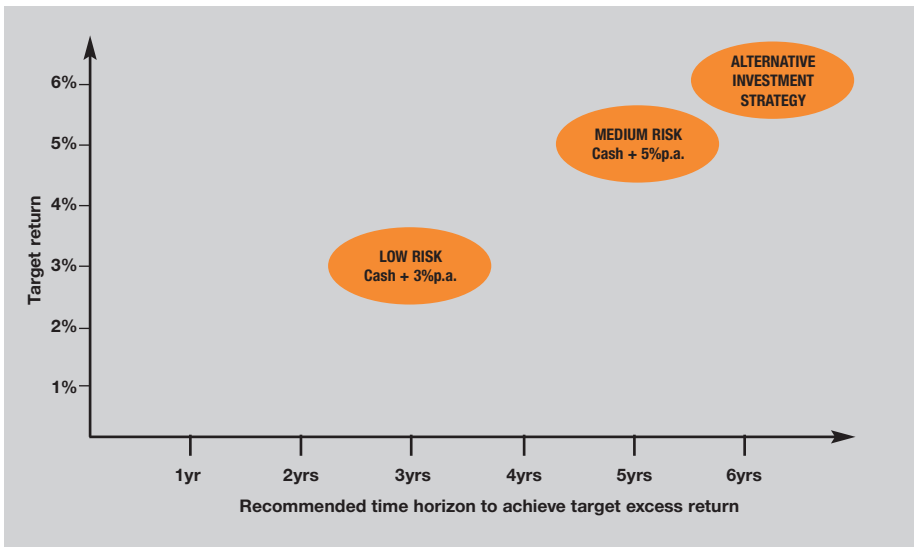 ALTERNATIVE
INVESTMENT
STRATEGY
6%
MEDIUM RISK
Cash + 5%p.a.
5%
4%
LOW RISK
Cash + 3%p.a.
3%
2%
1%
Target return
1yr 2yrs 3yrs 4yrs 5yrs 6yrs
Recommended time horizon to achieve target excess return